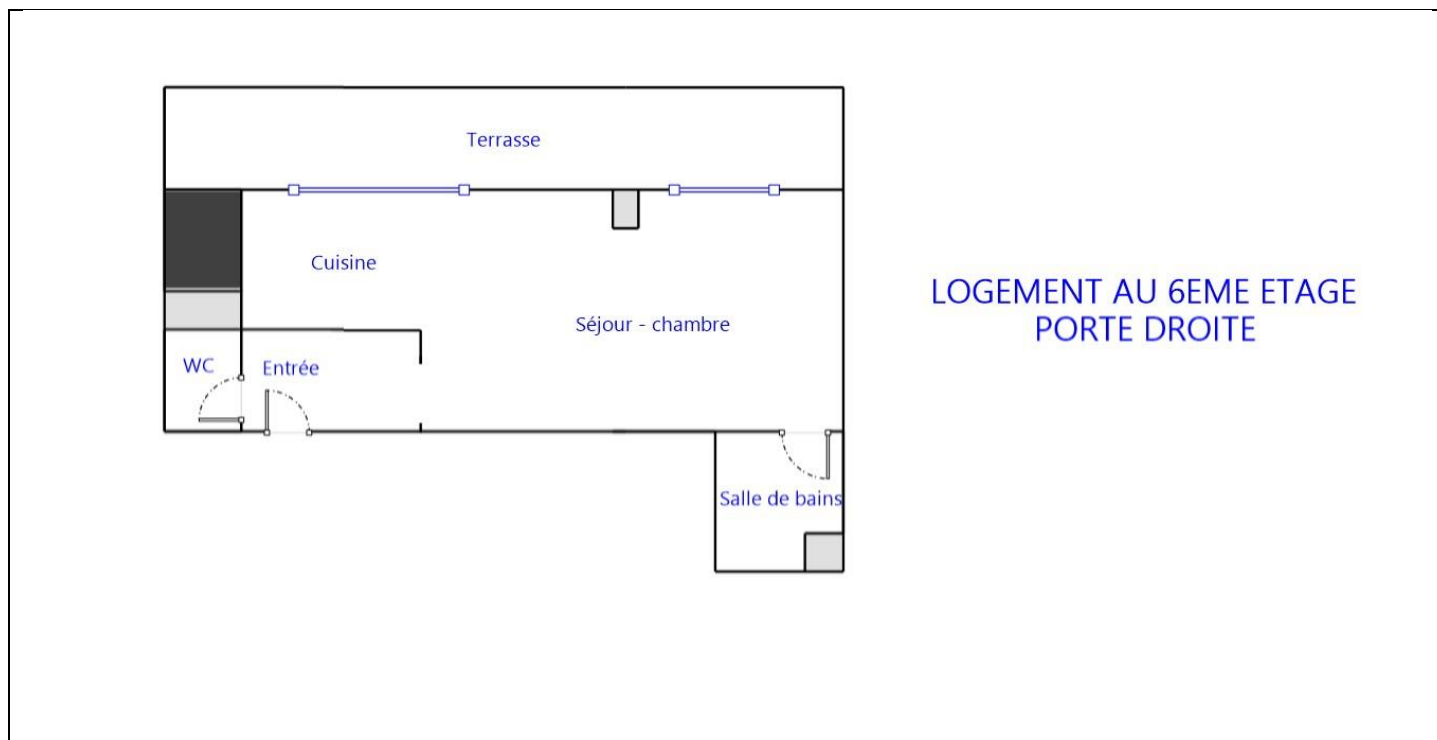 Terrasse
Cuisine
Séjour - chambre
WC
Entrée
Salle de bains
LOGEMENT AU 6EME ETAGE
PORTE DROITE